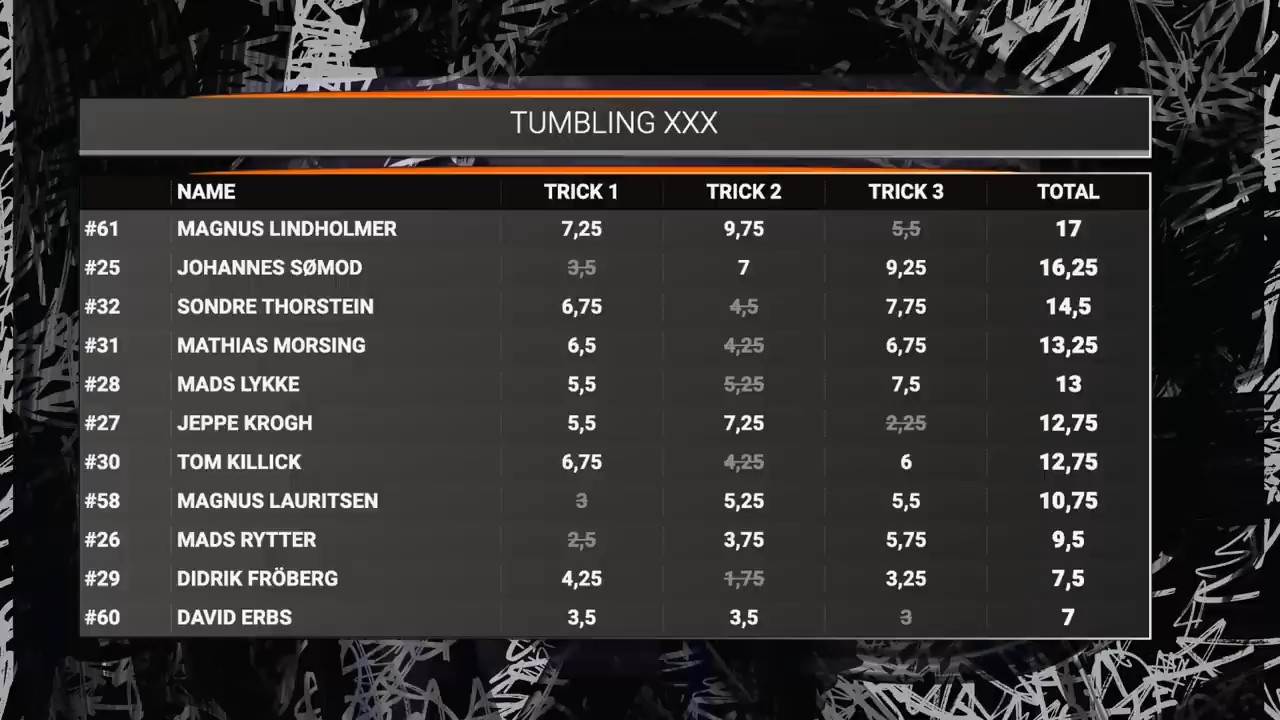 TUMBLING XXX
NAME TRICK 1 TRICK 2 TRICK 3 TOTAL
#61 MAGNUS LINDHOLMER 7,25 9,75 5,5 17
#25 JOHANNES SØMOD 3,5 7 9,25 16,25
#32 SONDRE THORSTEIN 6,75 4,5 7,75 14,5
#31 MATHIAS MORSING 6,5 4,25 6,75 13,25
#28 MADS LYKKE 5,5 5,25 7,5 13
#27 JEPPE KROGH 5,5 7,25 2,25 12,75
#30 TOM KILLICK 6,75 4,25 6 12,75
#58 MAGNUS LAURITSEN 3 5,25 5,5 10,75
#26 MADS RYTTER 2,5 3,75 5,75 9,5
#29 DIDRIK FRÖBERG 4,25 1,75 3,25 7,5
#60 DAVID ERBS 3,5 3,5 3 7